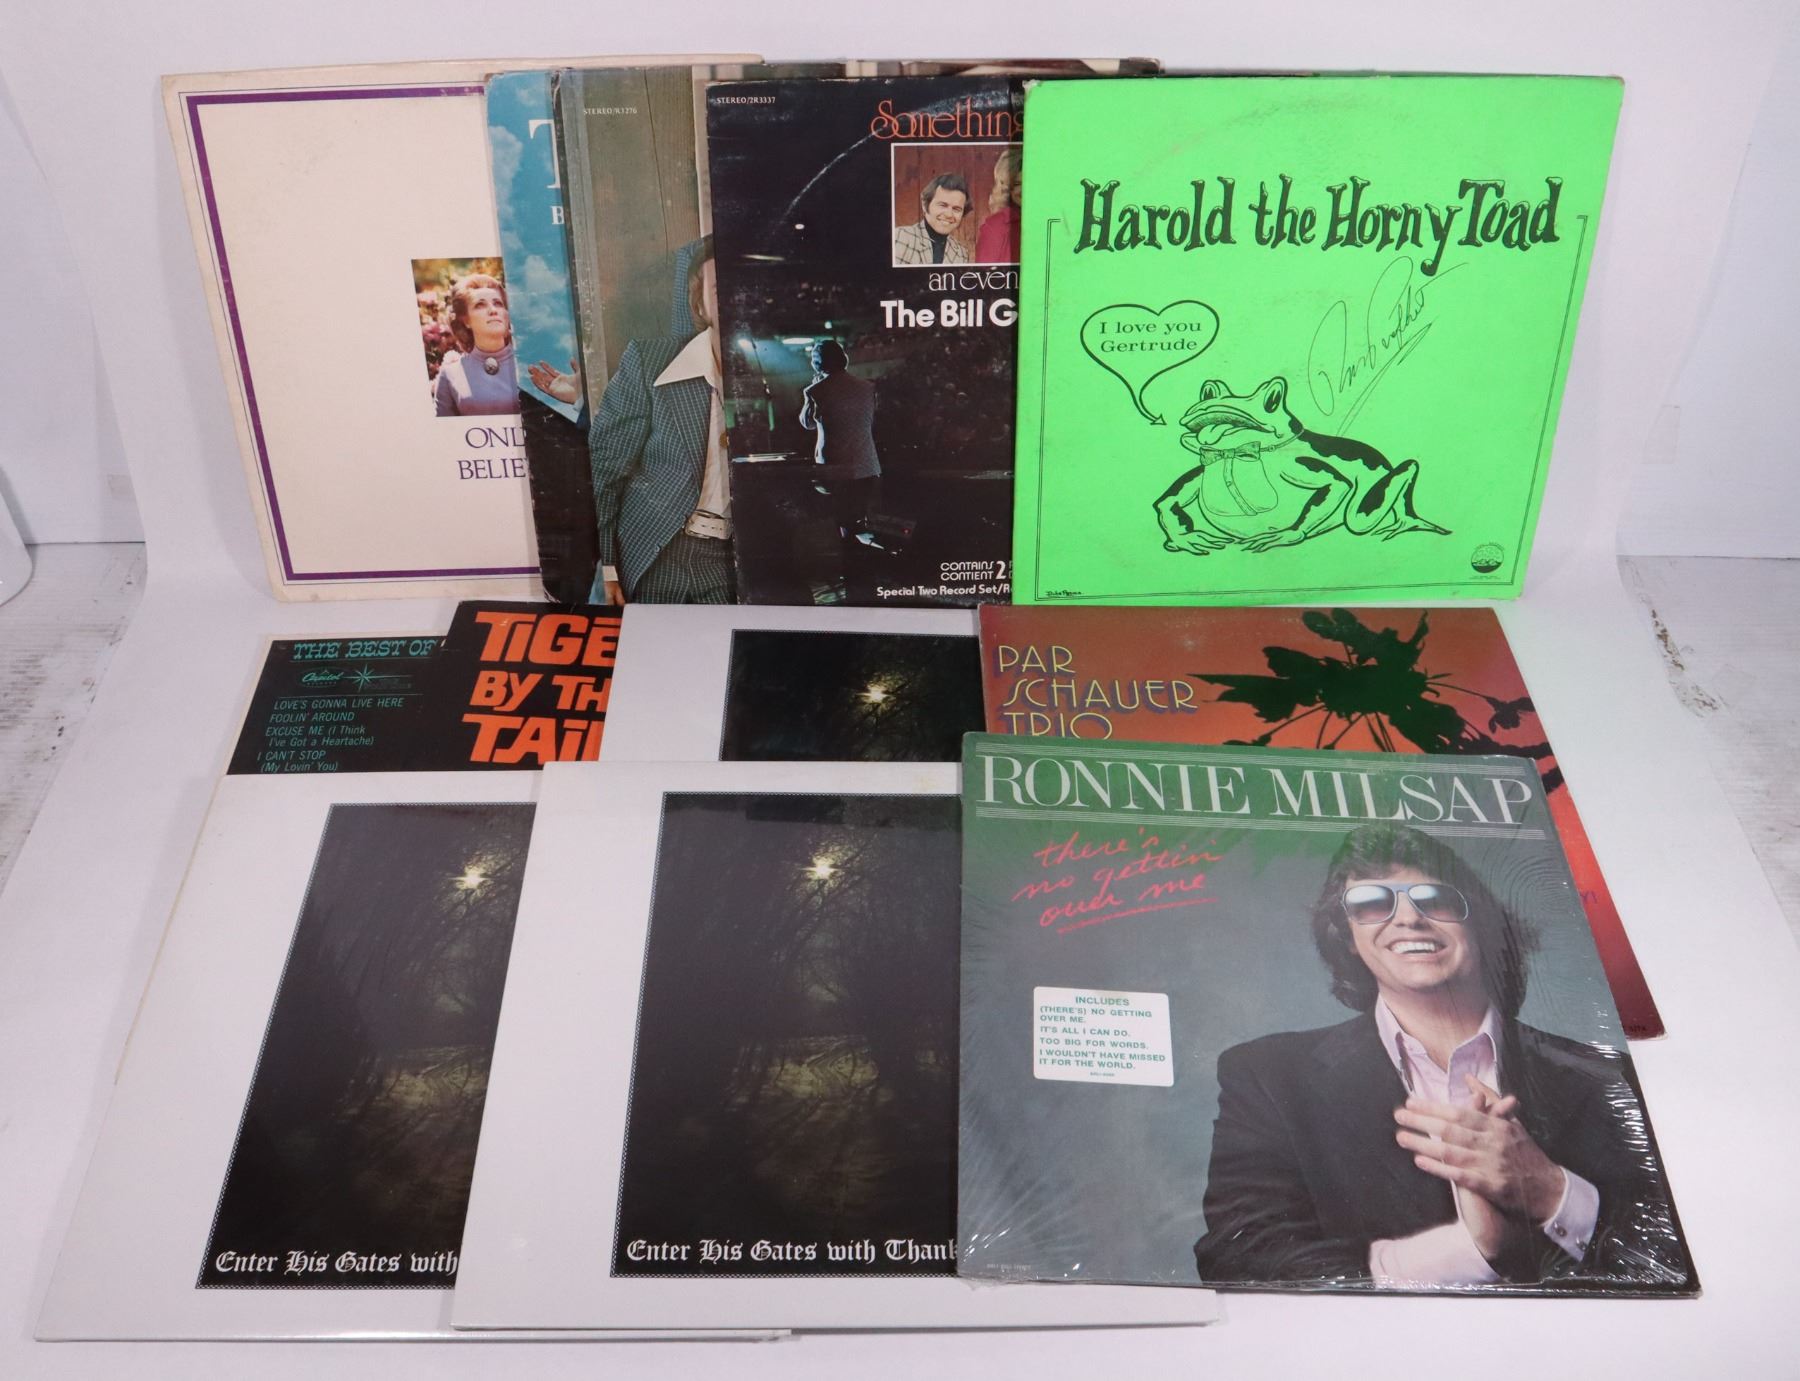 STEREO/R3276
STEREO/2R3337
Something
an even
The Bill G
CONTAINS 2
CONTIENT
Special Two Record Set/R
ONL
BELIE
Harold the Horny Toad
I love you
Gertrude
THE BEST OF
Capitol
LOVE'S GONNA LIVE HERE
FOOLIN' AROUND
EXCUSE ME (I Think
I've Got a Heartache)
I CAN'T STOP
(My Lovin' You)
TIGE
BY TH
TAI
PAR
SCHAUER
TRIO
RONNIE MILSAP
there's
no gettin'
over me
INCLUDES
(THERE'S) NO GETTING
OVER ME.
IT'S ALL I CAN DO.
TOO BIG FOR WORDS.
I WOULDN'T HAVE MISSED
IT FOR THE WORLD.
Enter His Gates with
Enter His Gates with Thank